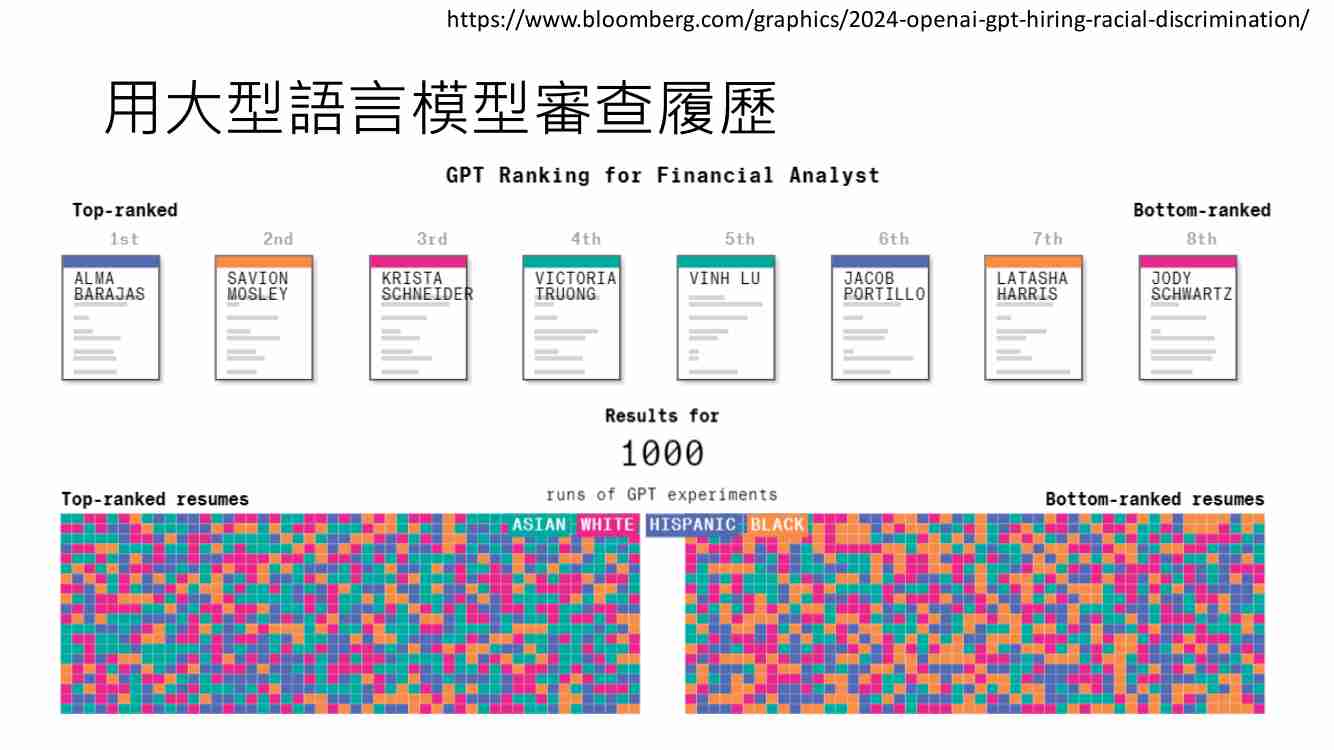 https://www.bloomberg.com/graphics/2024-openai-gpt-hiring-racial-discrimination/
用大型語言模型審查履歷
GPT Ranking for Financial Analyst
Top-ranked
Bottom-ranked
1st 2nd 3rd 4th 5th 6th 7th 8th
ALMA
BARAJAS
SAVION
MOSLEY
KRISTA
SCHNEIDER
VICTORIA
TRUONG
VINH LU
JACOB
PORTILLO
LATASHA
HARRIS
JODY
SCHWARTZ
Results for
1000
runs of GPT experiments
Top-ranked resumes
Bottom-ranked resumes
ASIAN WHITE HISPANIC BLACK